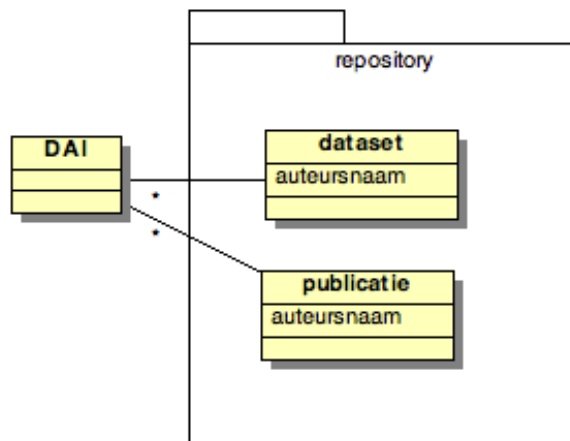 repository
DAI
dataset
auteursnaam
*
*
publicatie
auteursnaam